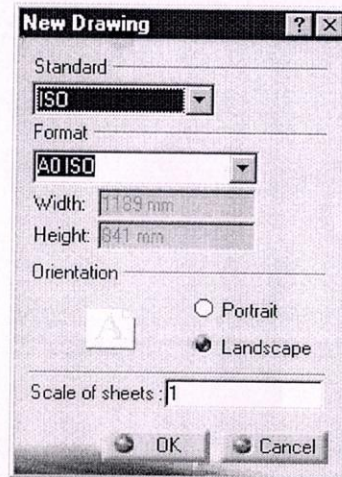 New Drawing ? ×
Standard
ISO
Format
A0 ISO
Width: 1189 mm
Height: 841 mm
Orientation
A
Portrait
Landscape
Scale of sheets : 1
OK Cancel